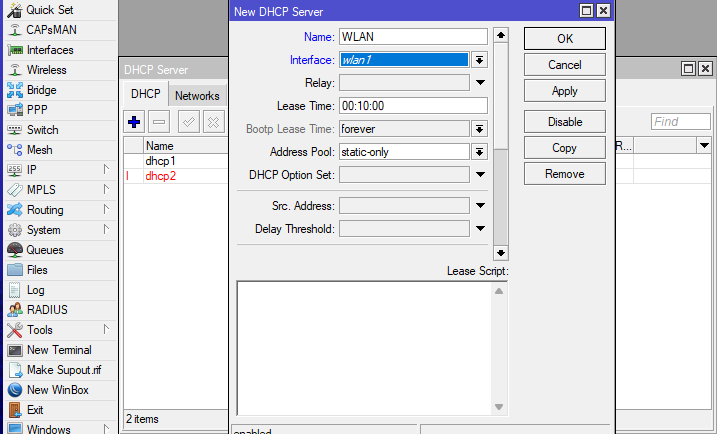 Quick Set
CAPsMAN
Interfaces
Wireless
Bridge
PPP
Switch
Mesh
255 IP
MPLS
Routing
System
Queues
Files
Log
RADIUS
Tools
New Terminal
Make Supout.rif
New WinBox
Exit
Windows
DHCP Server
DHCP
Networks
Find
Name
R...
dhcp1
I dhcp2
2 items
New DHCP Server
Name: WLAN
Interface: wlan1
Relay:
Lease Time: 00:10:00
Bootp Lease Time: forever
Address Pool: static-only
DHCP Option Set:
Src. Address:
Delay Threshold:
Lease Script:
enabled
OK
Cancel
Apply
Disable
Copy
Remove